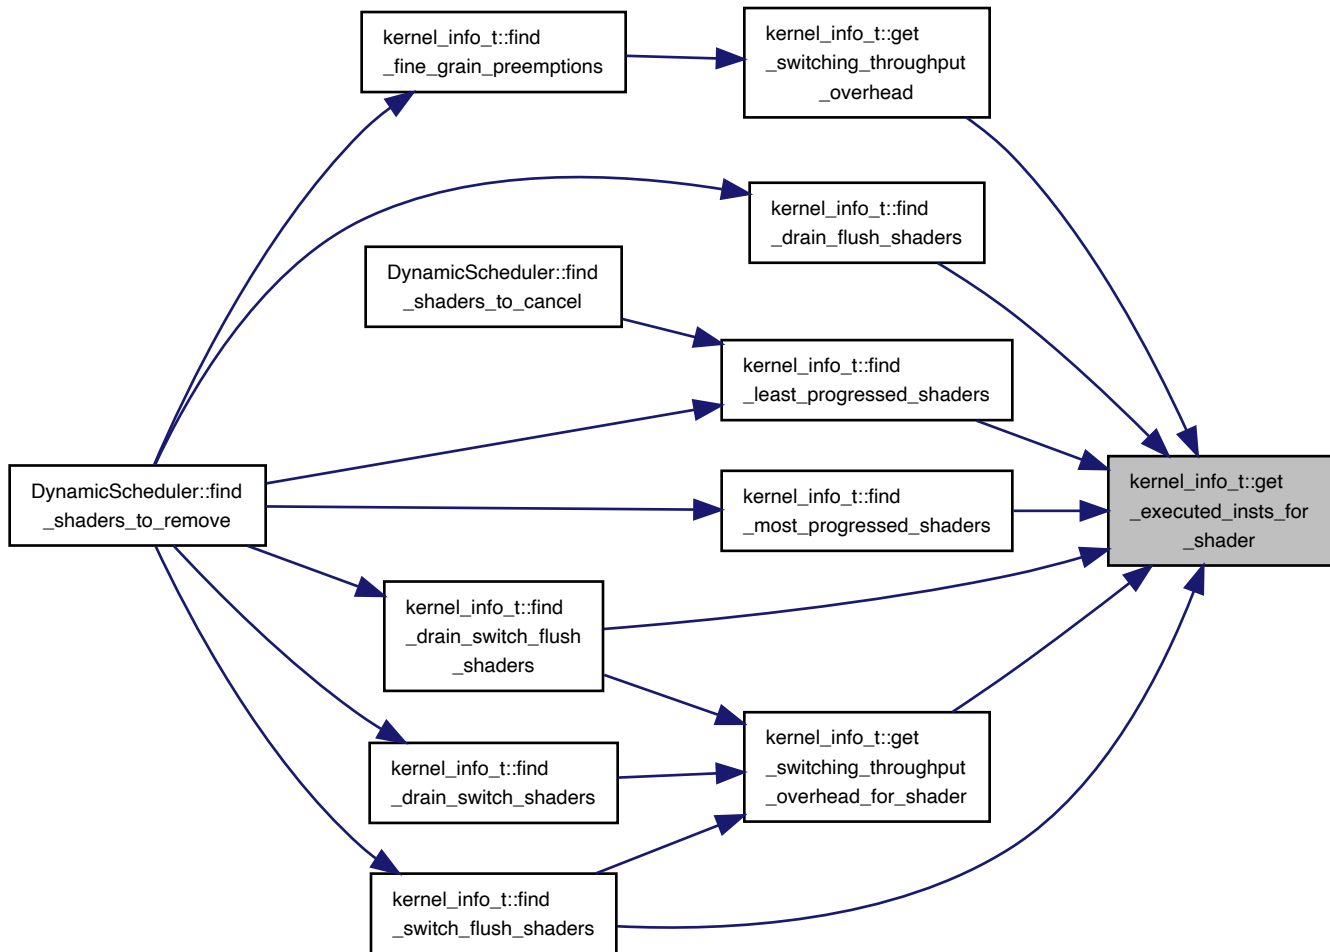 kernel_info_t::find
_fine_grain_preemptions
kernel_info_t::get
_switching_throughput
_overhead
kernel_info_t::find
_drain_flush_shaders
DynamicScheduler::find
_shaders_to_cancel
kernel_info_t::find
_least_progressed_shaders
DynamicScheduler::find
_shaders_to_remove
kernel_info_t::find
_most_progressed_shaders
kernel_info_t::get
_executed_insts_for
_shader
kernel_info_t::find
_drain_switch_flush
_shaders
kernel_info_t::find
_drain_switch_shaders
kernel_info_t::get
_switching_throughput
_overhead_for_shader
kernel_info_t::find
_switch_flush_shaders